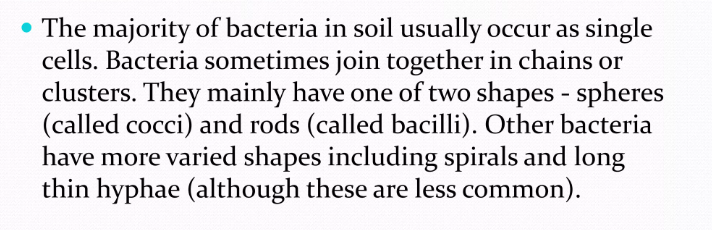 The majority of bacteria in soil usually occur as single
cells. Bacteria sometimes join together in chains or
clusters. They mainly have one of two shapes - spheres
(called cocci) and rods (called bacilli). Other bacteria
have more varied shapes including spirals and long
thin hyphae (although these are less common).